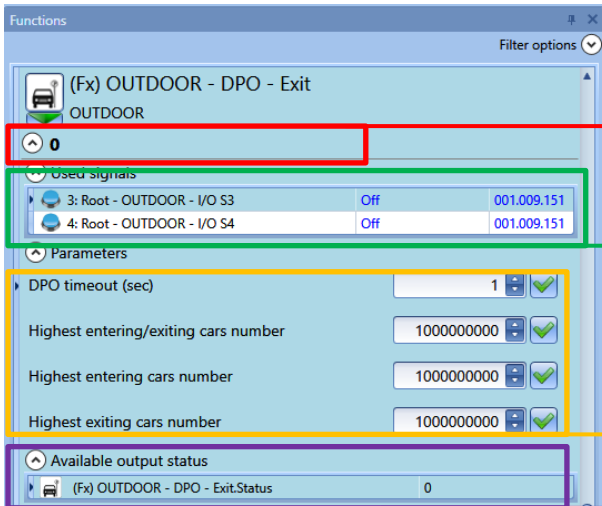 Functions
Filter options
(Fx) OUTDOOR - DPO - Exit
OUTDOOR
0
Used signals
3: Root - OUTDOOR - I/O S3 Off 001.009.151
4: Root - OUTDOOR - I/O S4 Off 001.009.151
Parameters
DPO timeout (sec) 1
Highest entering/exiting cars number 1000000000
Highest entering cars number 1000000000
Highest exiting cars number 1000000000
Available output status
(Fx) OUTDOOR - DPO - Exit.Status 0